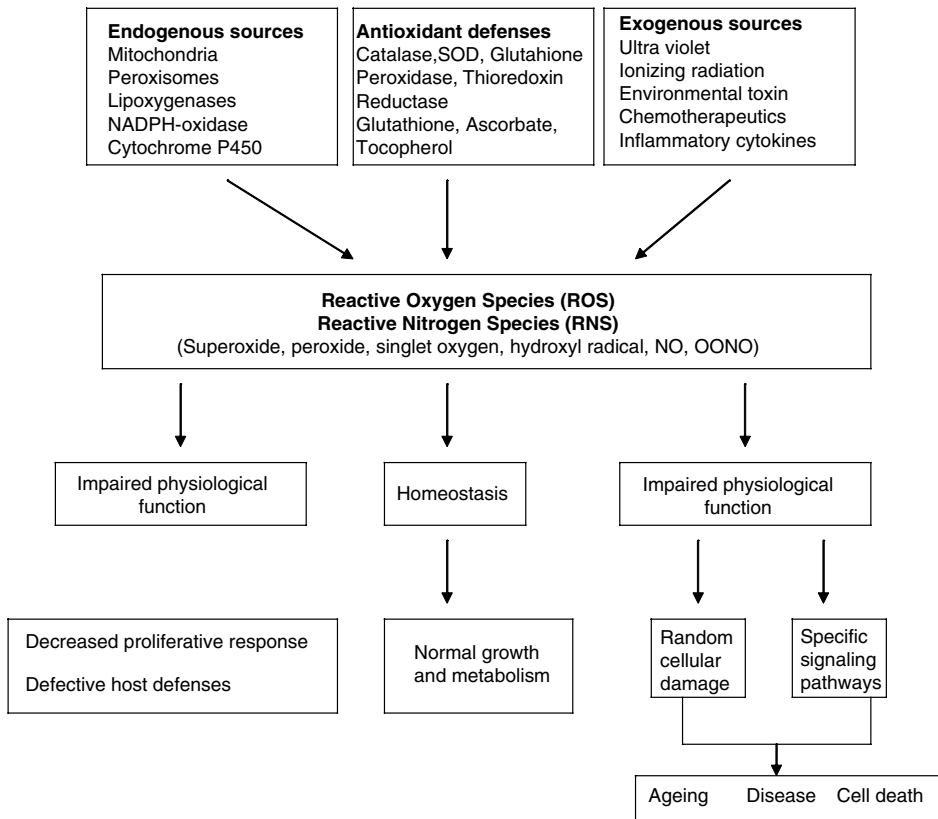 Endogenous sources
Mitochondria
Peroxisomes
Lipoxygenases
NADPH-oxidase
Cytochrome P450
Antioxidant defenses
Catalase,SOD, Glutahione
Peroxidase, Thioredoxin
Reductase
Glutathione, Ascorbate,
Tocopherol
Exogenous sources
Ultra violet
Ionizing radiation
Environmental toxin
Chemotherapeutics
Inflammatory cytokines
Reactive Oxygen Species (ROS)
Reactive Nitrogen Species (RNS)
(Superoxide, peroxide, singlet oxygen, hydroxyl radical, NO, OONO)
Impaired physiological
function
Homeostasis
Impaired physiological
function
Decreased proliferative response
Defective host defenses
Normal growth
and metabolism
Random
cellular
damage
Specific
signaling
pathways
Ageing Disease Cell death